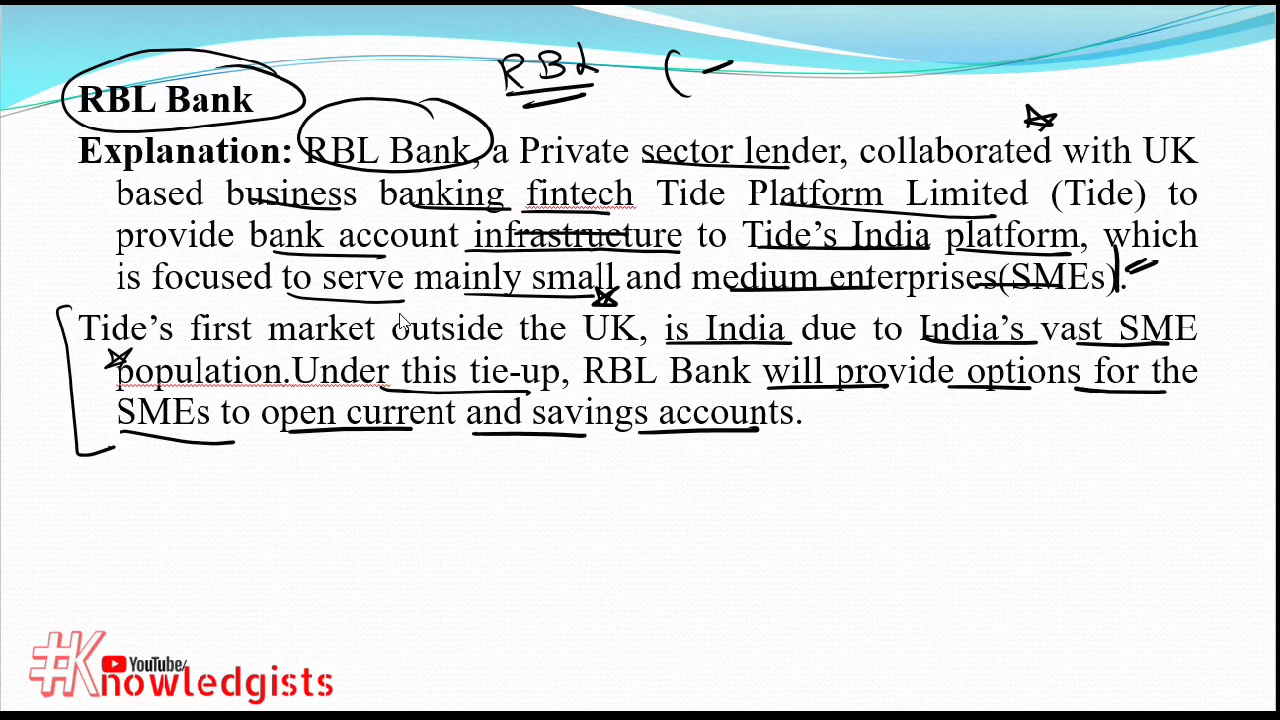 RBL (
RBL Bank
Explanation: RBL Bank, a Private sector lender, collaborated with UK
based business banking fintech Tide Platform Limited (Tide) to
provide bank account infrastructure to Tide's India platform, which
is focused to serve mainly small and medium enterprises(SMEs).
Tide's first market outside the UK, is India due to India's vast SME
population.Under this tie-up, RBL Bank will provide options for the
SMEs to open current and savings accounts.
#K YouTube/
nowledgists